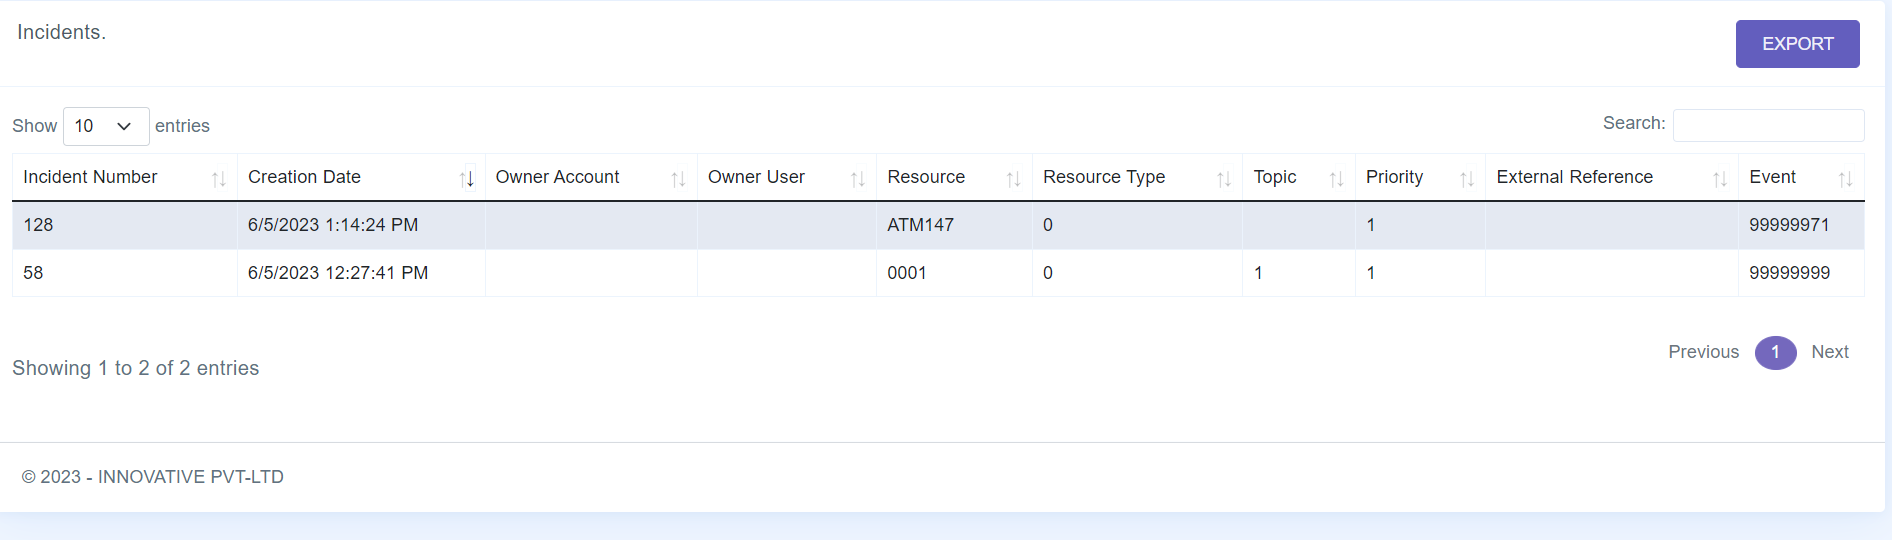 Incidents.
EXPORT
Show 10 entries
Search:
Incident Number Creation Date Owner Account Owner User Resource Resource Type Topic Priority External Reference Event
128 6/5/2023 1:14:24 PM ATM147 0 1 99999971
58 6/5/2023 12:27:41 PM 0001 0 1 1 99999999
Showing 1 to 2 of 2 entries
Previous 1 Next
© 2023 - INNOVATIVE PVT-LTD